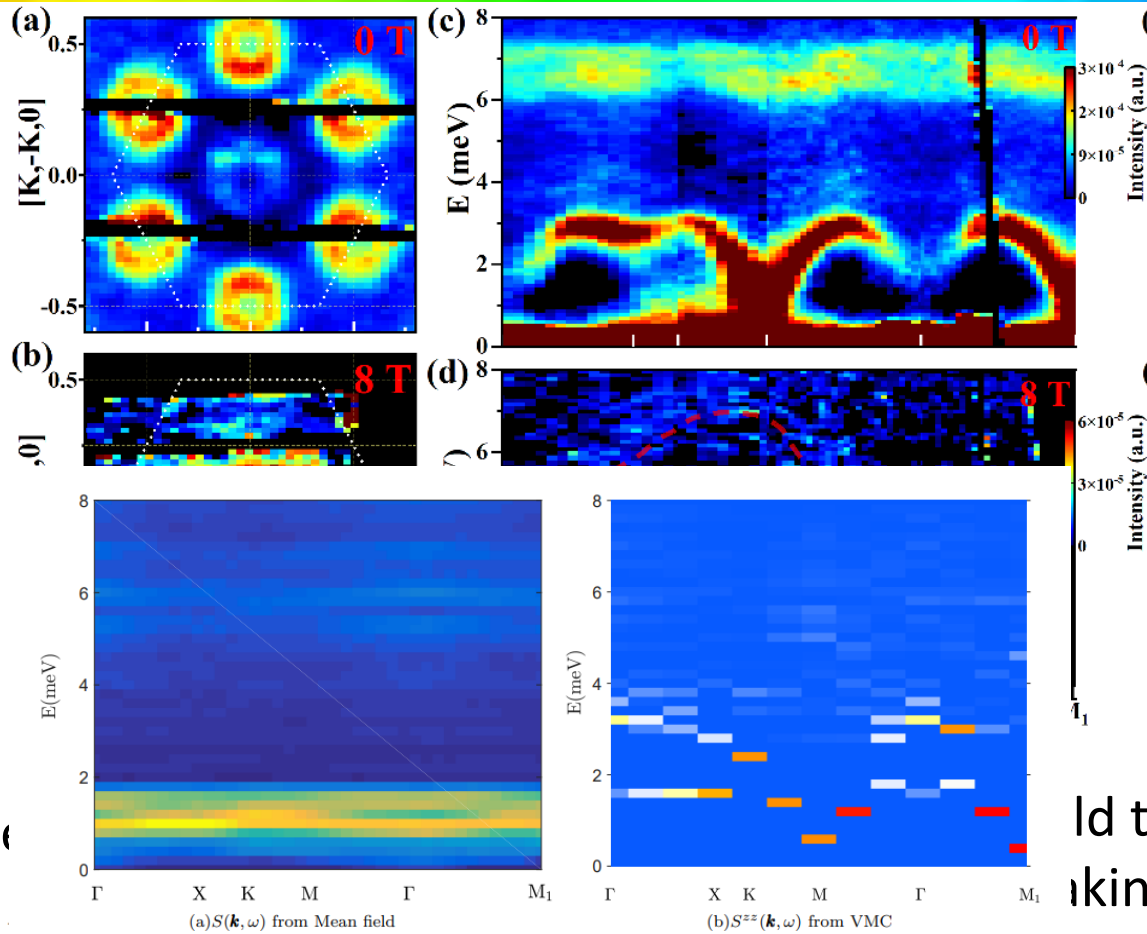 (a)
0 T
0.5
[K,-K,0]
0.0
-0.5
(c)
0 T
8
6
E (meV)
4
2
0
3×10⁻⁴
2×10⁻⁴
9×10⁻⁵
0
Intensity (a.u.)
(b)
8 T
0.5
,0]
(d)
8 T
8
6
6×10⁻⁵
3×10⁻⁵
0
Intensity (a.u.)
8
6
E(meV)
4
2
0
Γ X K M Γ M₁
(a)S(k,ω) from Mean field
8
6
E(meV)
4
2
0
Γ X K M Γ M₁
(b)Sᶻᶻ(k,ω) from VMC
ld t
akin